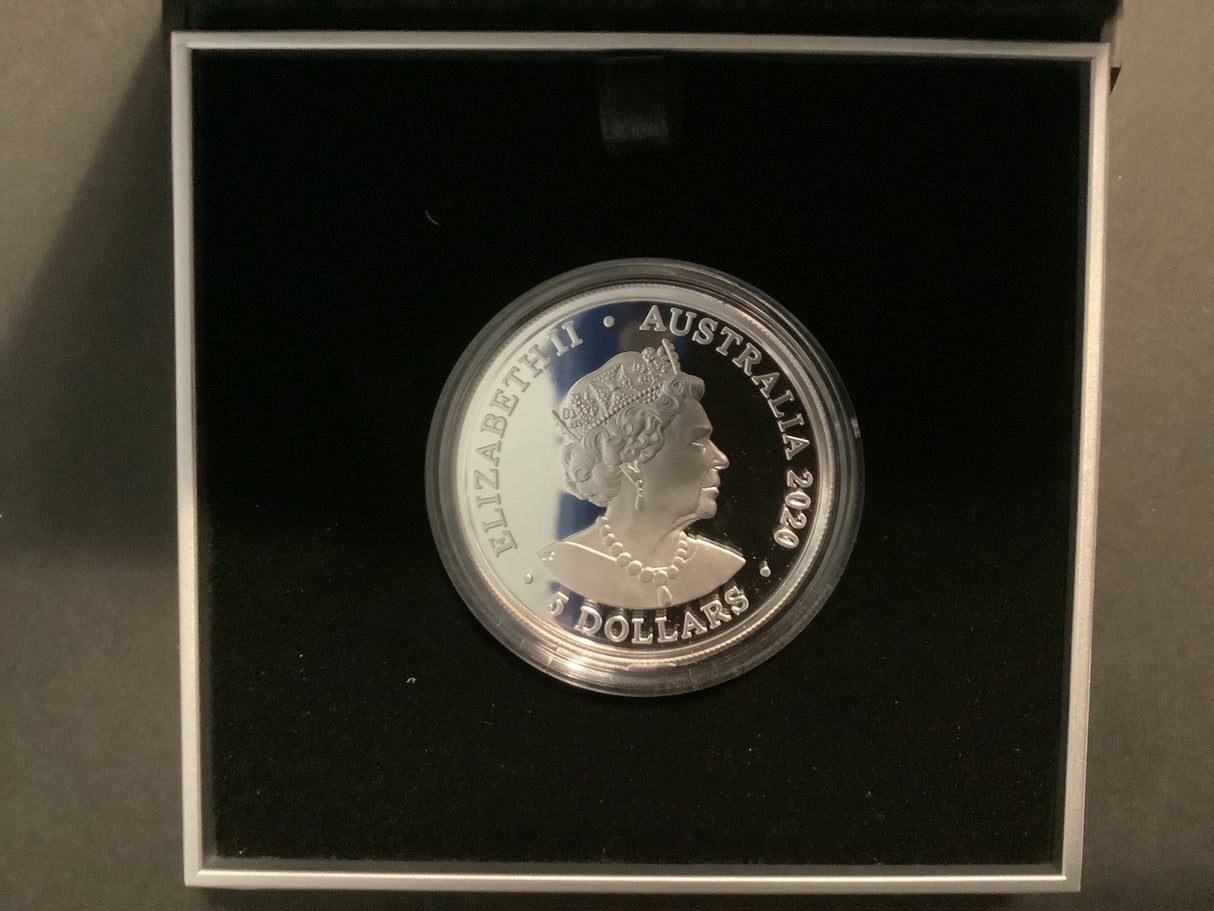 ELIZABETH II • AUSTRALIA 2020 •
5 DOLLARS •